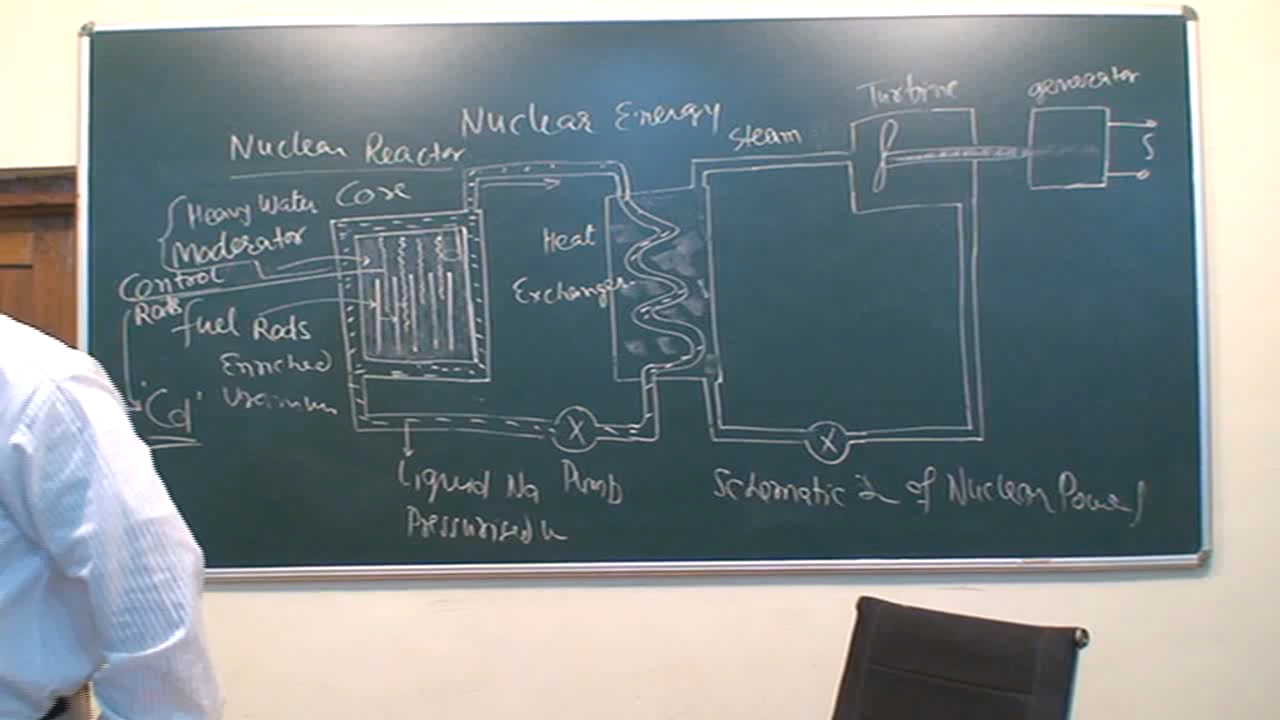 Nuclear Energy
Nuclear Reactor
Turbine
generator
Steam
Core
Heavy Water
Moderator
Control
Rods
fuel Rods
Enriched
Uranium
"Cd"
Heat
Exchanger
X
X
Liquid Na
Pump
Pressurised
Schematic of Nuclear Power